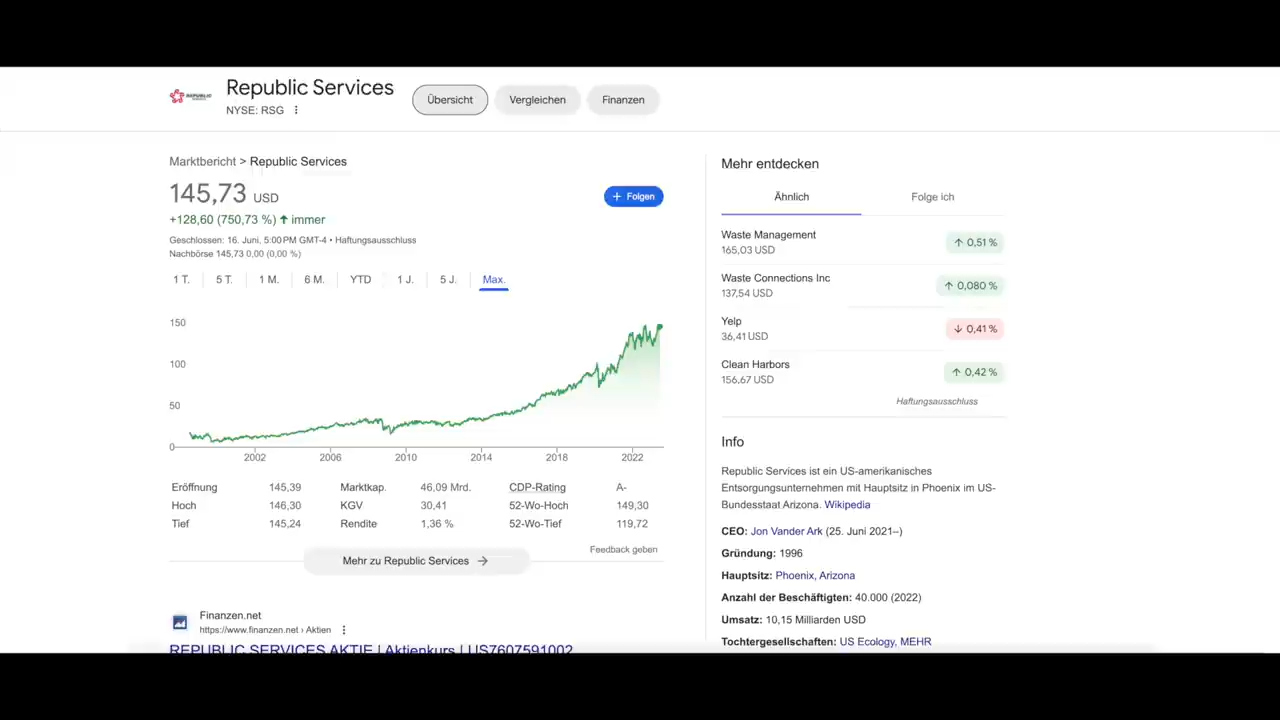 REPUBLIC
Republic Services
NYSE: RSG
Übersicht
Vergleichen
Finanzen
Marktbericht > Republic Services
145,73 USD
+128,60 (750,73 %) ↑ immer
Geschlossen: 16. Juni, 5:00 PM GMT-4 • Haftungsausschluss
Nachbörse 145,73 0,00 (0,00 %)
+ Folgen
1 T. 5 T. 1 M. 6 M. YTD 1 J. 5 J. Max.
150
100
50
0
2002 2006 2010 2014 2018 2022
Eröffnung 145,39 Marktkap. 46,09 Mrd. CDP-Rating A-
Hoch 146,30 KGV 30,41 52-Wo-Hoch 149,30
Tief 145,24 Rendite 1,36 % 52-Wo-Tief 119,72
Feedback geben
Mehr zu Republic Services →
Finanzen.net
https://www.finanzen.net › Aktien
REPUBLIC SERVICES AKTIE | Aktienkurs | US7607591002
Mehr entdecken
Ähnlich Folge ich
Waste Management
165,03 USD
↑ 0,51 %
Waste Connections Inc
137,54 USD
↑ 0,080 %
Yelp
36,41 USD
↓ 0,41 %
Clean Harbors
156,67 USD
↑ 0,42 %
Haftungsausschluss
Info
Republic Services ist ein US-amerikanisches
Entsorgungsunternehmen mit Hauptsitz in Phoenix im US-
Bundesstaat Arizona. Wikipedia
CEO: Jon Vander Ark (25. Juni 2021–)
Gründung: 1996
Hauptsitz: Phoenix, Arizona
Anzahl der Beschäftigten: 40.000 (2022)
Umsatz: 10,15 Milliarden USD
Tochtergesellschaften: US Ecology, MEHR